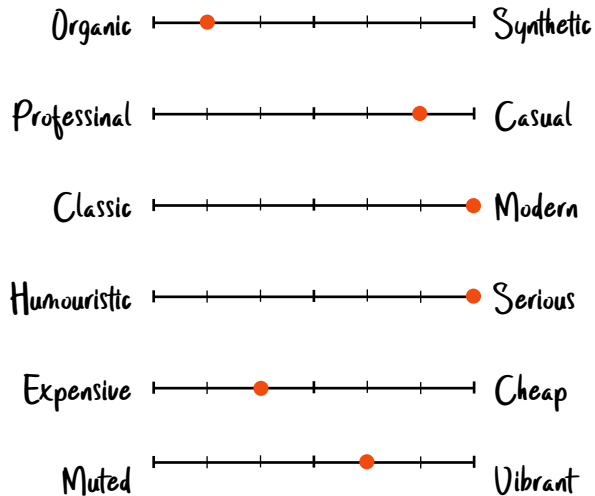 Organic Synthetic
Professinal Casual
Classic Modern
Humouristic Serious
Expensive Cheap
Muted Vibrant